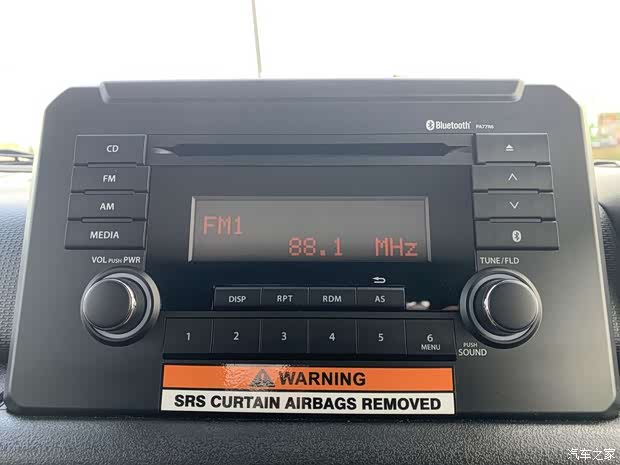 Bluetooth PA77R6
CD
FM
AM
MEDIA
FM1
88.1 MHz
VOL PUSH PWR
TUNE/FLD
DISP RPT RDM AS
1 2 3 4 5 6
MENU
PUSH
SOUND
WARNING
SRS CURTAIN AIRBAGS REMOVED
汽车之家